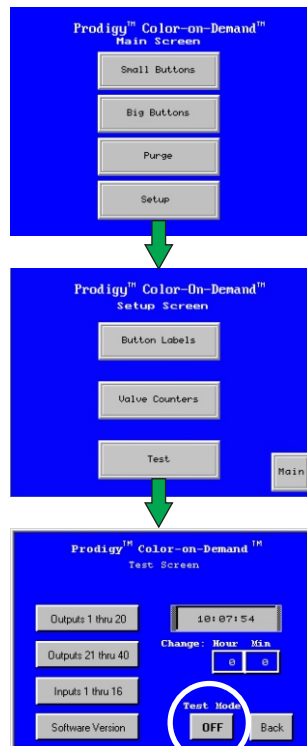 Prodigy™ Color-on-Demand™
Main Screen
Small Buttons
Big Buttons
Purge
Setup
Prodigy™ Color-On-Demand™
Setup Screen
Button Labels
Valve Counters
Test
Main
Prodigy™ Color-on-Demand™
Test Screen
Outputs 1 thru 20
10:07:54
Change: Hour Min
Outputs 21 thru 40
0 0
Inputs 1 thru 16
Test Mode
Software Version
OFF
Back